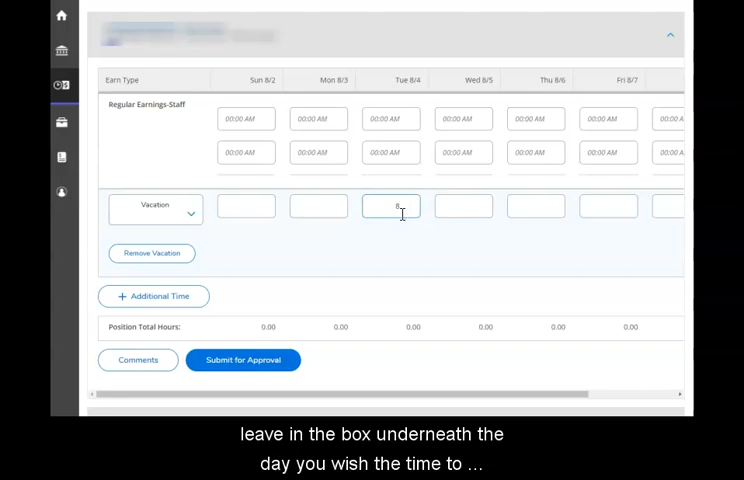 Earn Type Sun 8/2 Mon 8/3 Tue 8/4 Wed 8/5 Thu 8/6 Fri 8/7
Regular Earnings-Staff
00:00 AM 00:00 AM 00:00 AM 00:00 AM 00:00 AM 00:00 AM 00:00 A
00:00 AM 00:00 AM 00:00 AM 00:00 AM 00:00 AM 00:00 AM 00:00 A
Vacation 8
Remove Vacation
+ Additional Time
Position Total Hours: 0.00 0.00 0.00 0.00 0.00 0.00
Comments Submit for Approval
leave in the box underneath the
day you wish the time to ...